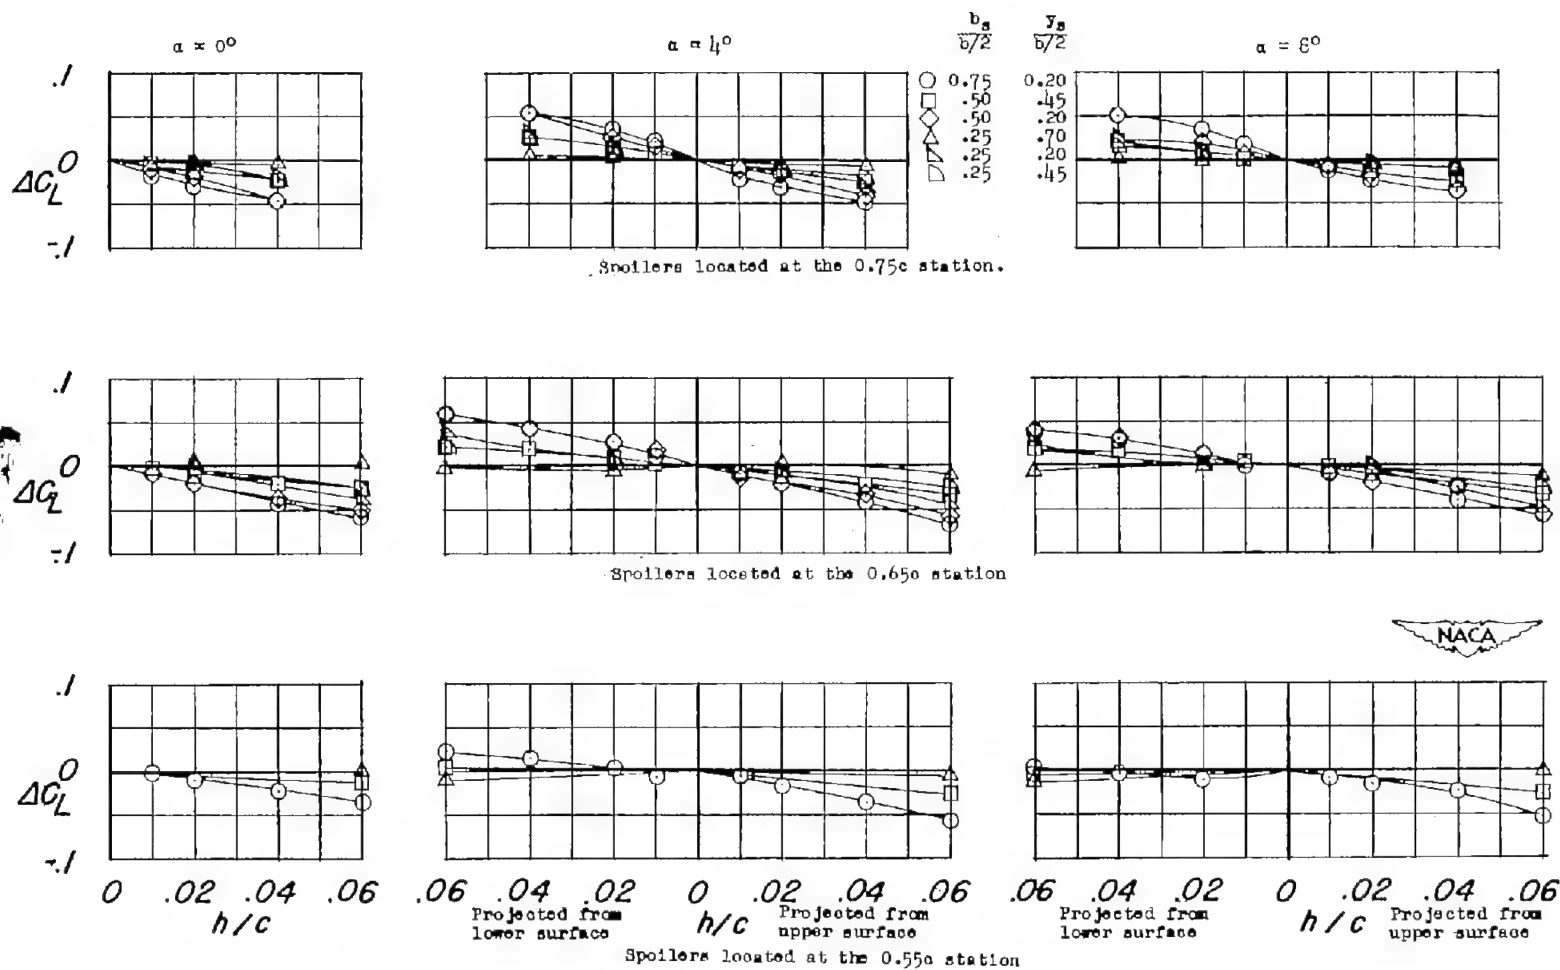 α = 0°
α = 4°
b_s/b/2 y_s/b/2
α = 8°
○ 0.75 0.20
□ .50 .45
◇ .50 .20
△ .25 .70
.25 .20
.25 .45
.1
0
ΔC_L
-.1
Spoilers located at the 0.75c station.
.1
0
ΔC_L
-.1
Spoilers located at the 0.65c station
NACA
.1
0
ΔC_L
-.1
0 .02 .04 .06 .06 .04 .02 0 .02 .04 .06 .06 .04 .02 0 .02 .04 .06
h/c
Projected from
lower surface
h/c
Projected from
upper surface
Projected from
lower surface
h/c
Projected from
upper surface
Spoilers located at the 0.55c station